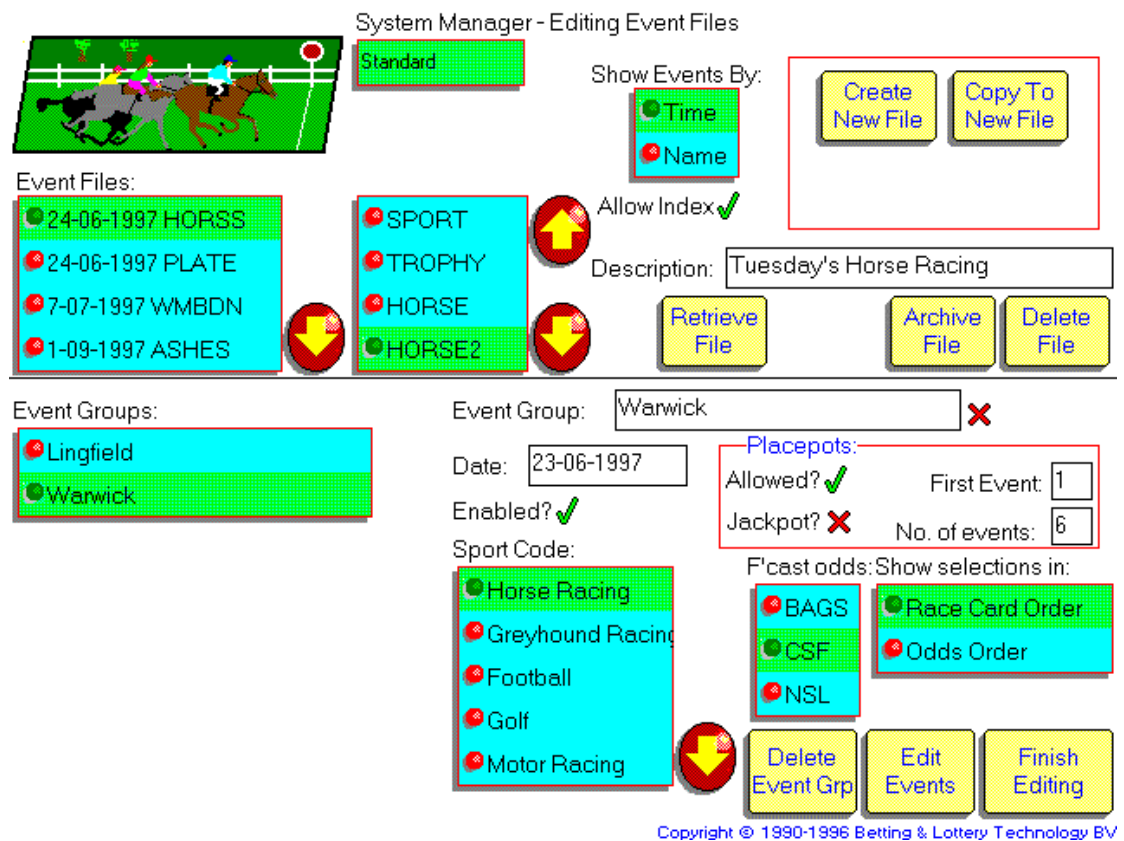 System Manager - Editing Event Files
Standard
Show Events By:
Time
Name
Create
New File
Copy To
New File
Event Files:
24-06-1997 HORSS
24-06-1997 PLATE
7-07-1997 WMBDN
1-09-1997 ASHES
SPORT
TROPHY
HORSE
HORSE2
Allow Index
Description: Tuesday's Horse Racing
Retrieve
File
Archive
File
Delete
File
Event Groups:
Lingfield
Warwick
Event Group: Warwick
Date: 23-06-1997
Enabled?
Placepots:
Allowed? First Event: 1
Jackpot? No. of events: 6
Sport Code:
Horse Racing
Greyhound Racing
Football
Golf
Motor Racing
F'cast odds:
BAGS
CSF
NSL
Show selections in:
Race Card Order
Odds Order
Delete
Event Grp
Edit
Events
Finish
Editing
Copyright © 1990-1996 Betting & Lottery Technology BV